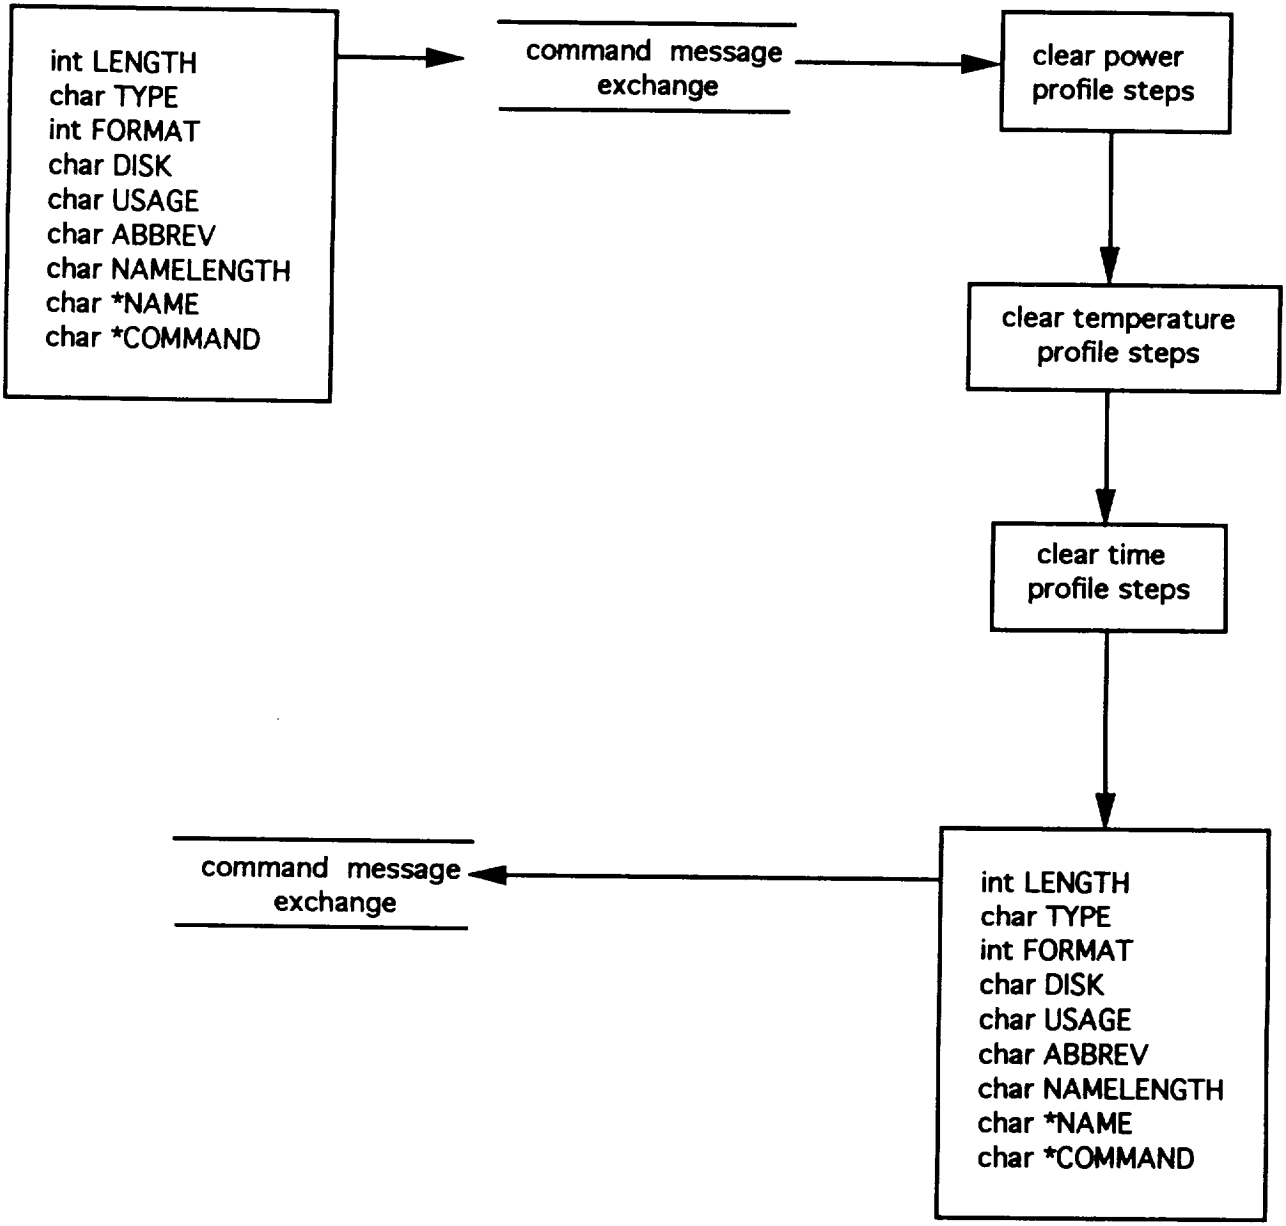 int LENGTH
char TYPE
int FORMAT
char DISK
char USAGE
char ABBREV
char NAMELENGTH
char *NAME
char *COMMAND
command message
exchange
clear power
profile steps
clear temperature
profile steps
clear time
profile steps
command message
exchange
int LENGTH
char TYPE
int FORMAT
char DISK
char USAGE
char ABBREV
char NAMELENGTH
char *NAME
char *COMMAND